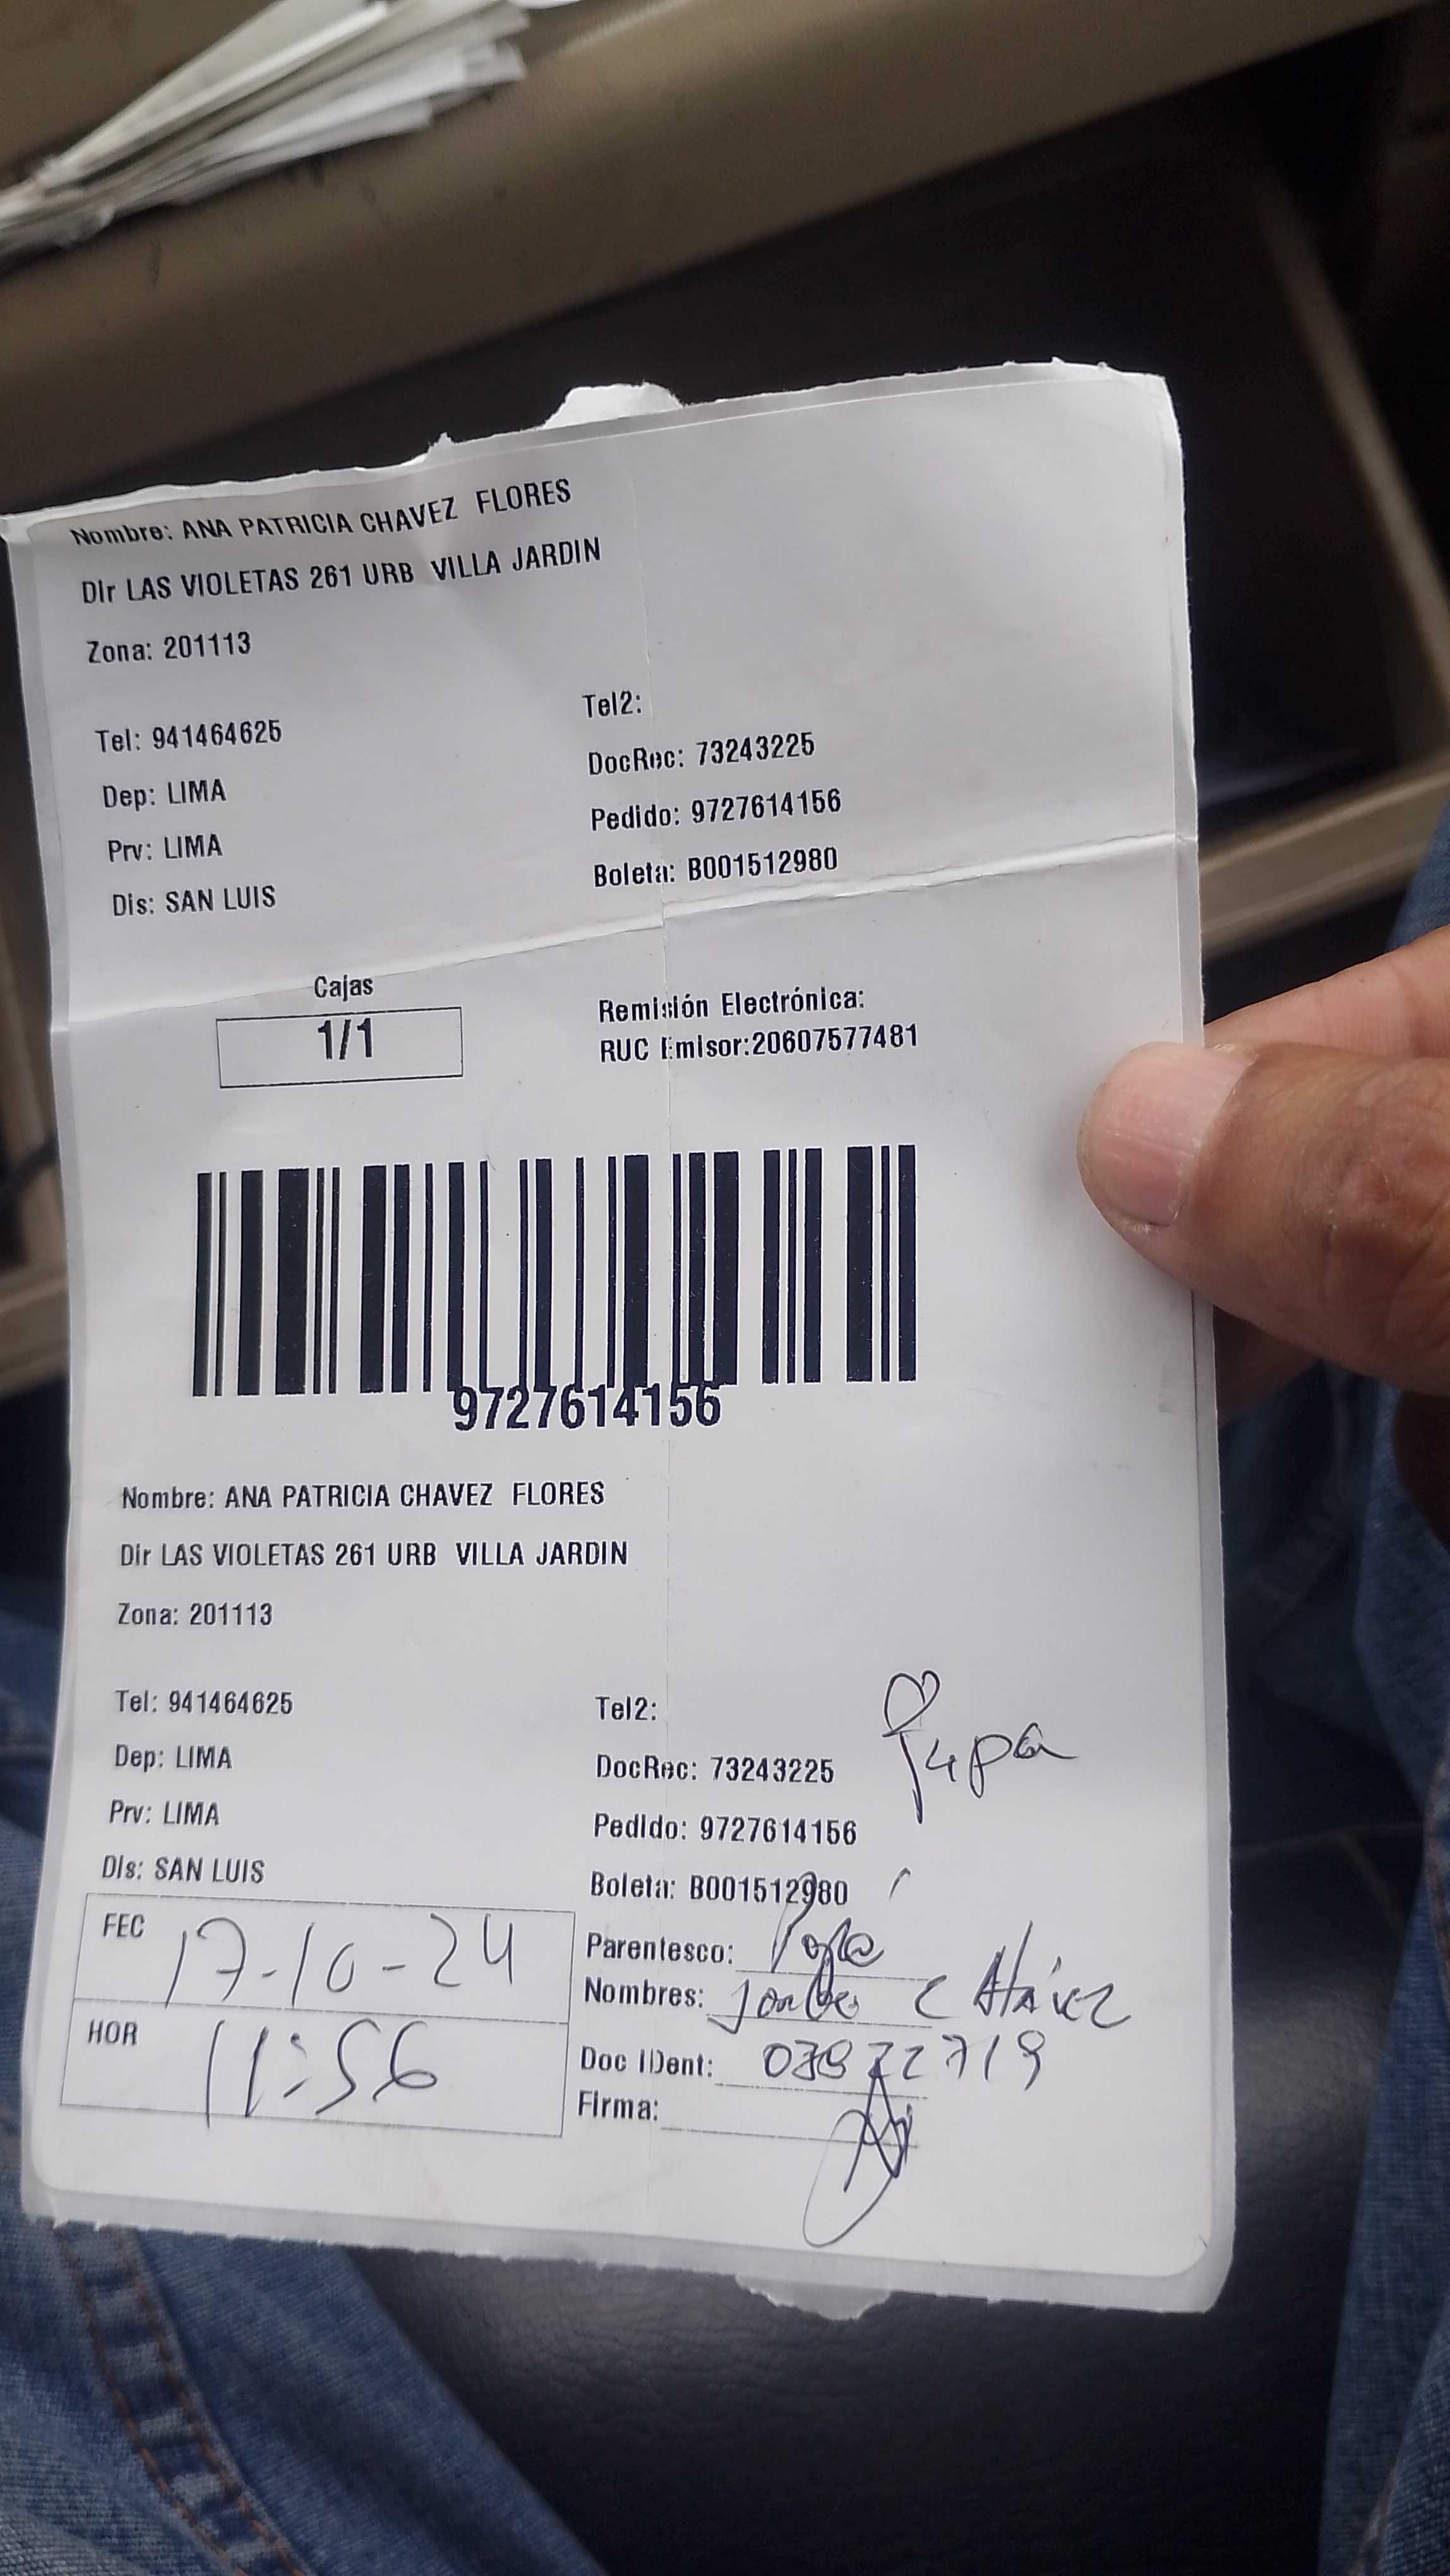 Nombre: ANA PATRICIA CHAVEZ FLORES
Dir LAS VIOLETAS 261 URB VILLA JARDIN
Zona: 201113
Tel: 941464625
Tel2:
Dep: LIMA
DocRec: 73243225
Prv: LIMA
Pedido: 9727614156
Dis: SAN LUIS
Boleta: B001512980
Cajas
1/1
Remisión Electrónica:
RUC Emisor:20607577481
9727614156
Nombre: ANA PATRICIA CHAVEZ FLORES
Dir LAS VIOLETAS 261 URB VILLA JARDIN
Zona: 201113
Tel: 941464625
Tel2:
Dep: LIMA
DocRec: 73243225
Prv: LIMA
Pedido: 9727614156
Dis: SAN LUIS
Boleta: B001512980
FEC 17-10-24
Parentesco:
Nombres:
HOR 11:56
Doc IDent:
Firma: